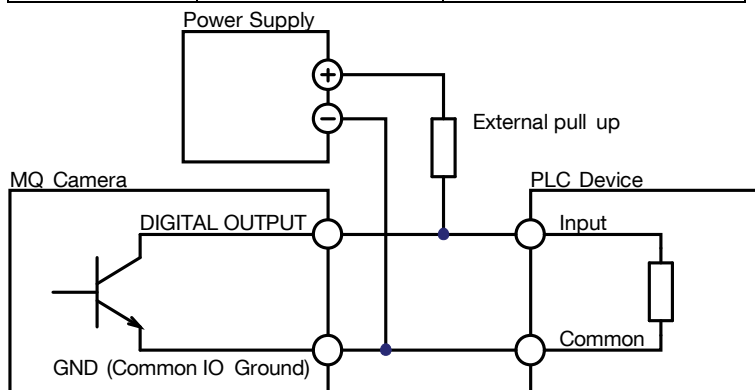 Power Supply
+
−
External pull up
MQ Camera
PLC Device
DIGITAL OUTPUT
Input
GND (Common IO Ground)
Common